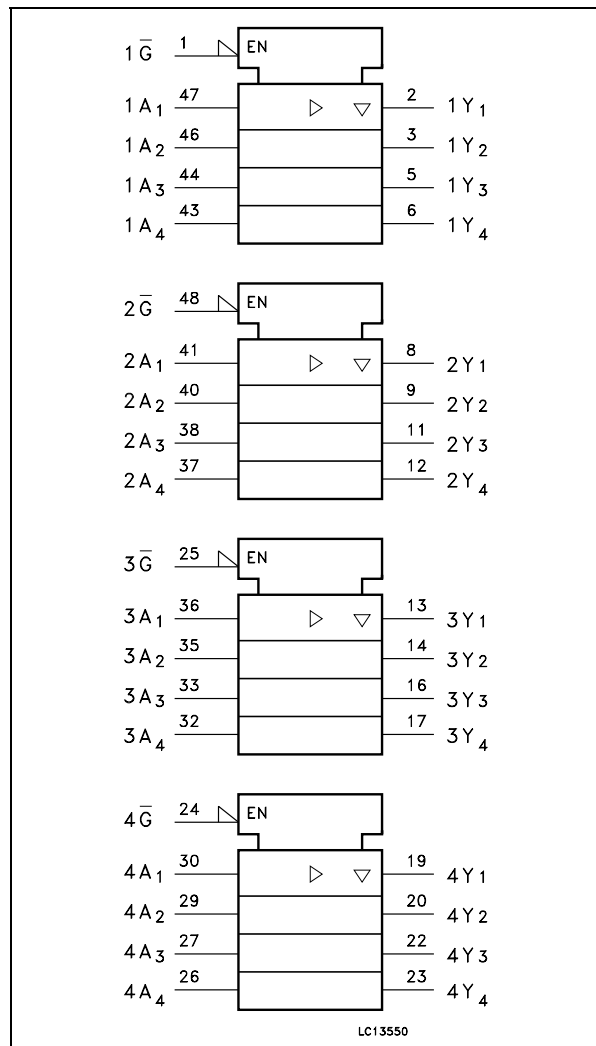 1G̅ 1 EN
1A1 47 2 1Y1
1A2 46 3 1Y2
1A3 44 5 1Y3
1A4 43 6 1Y4
2G̅ 48 EN
2A1 41 8 2Y1
2A2 40 9 2Y2
2A3 38 11 2Y3
2A4 37 12 2Y4
3G̅ 25 EN
3A1 36 13 3Y1
3A2 35 14 3Y2
3A3 33 16 3Y3
3A4 32 17 3Y4
4G̅ 24 EN
4A1 30 19 4Y1
4A2 29 20 4Y2
4A3 27 22 4Y3
4A4 26 23 4Y4
LC13550